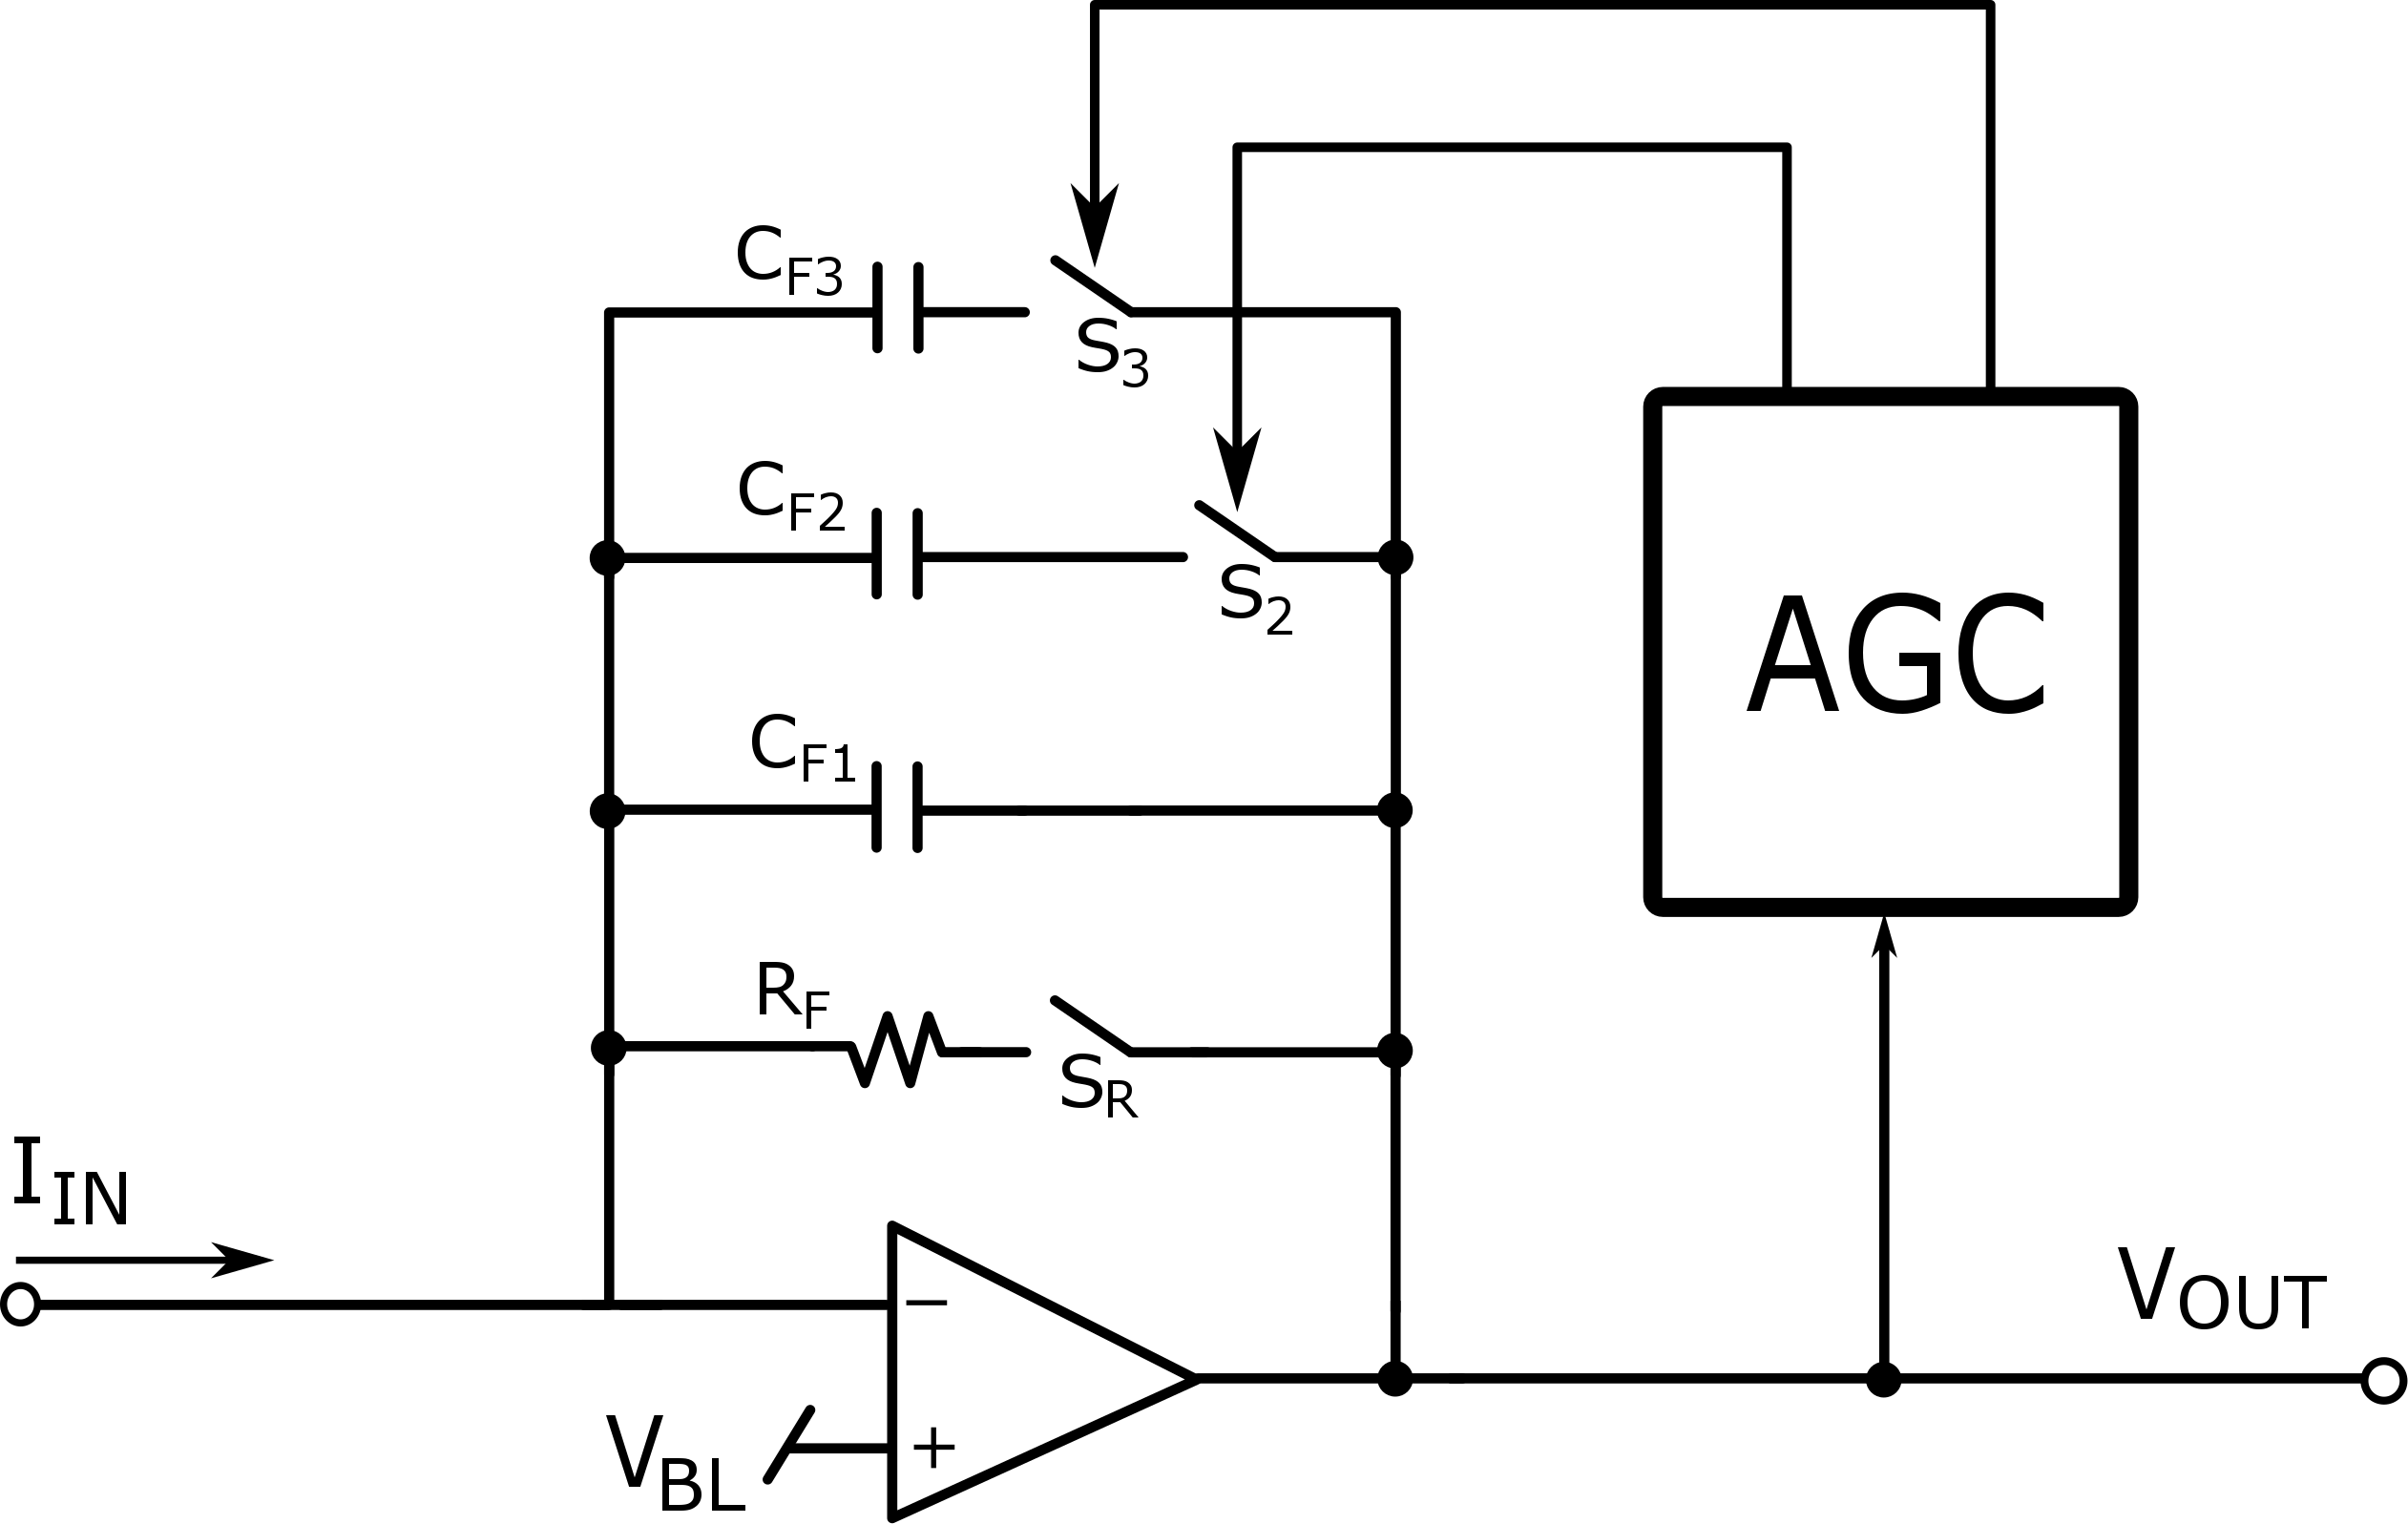 CF3
S3
CF2
S2
CF1
AGC
RF
SR
IIN
−
VOUT
VBL
+